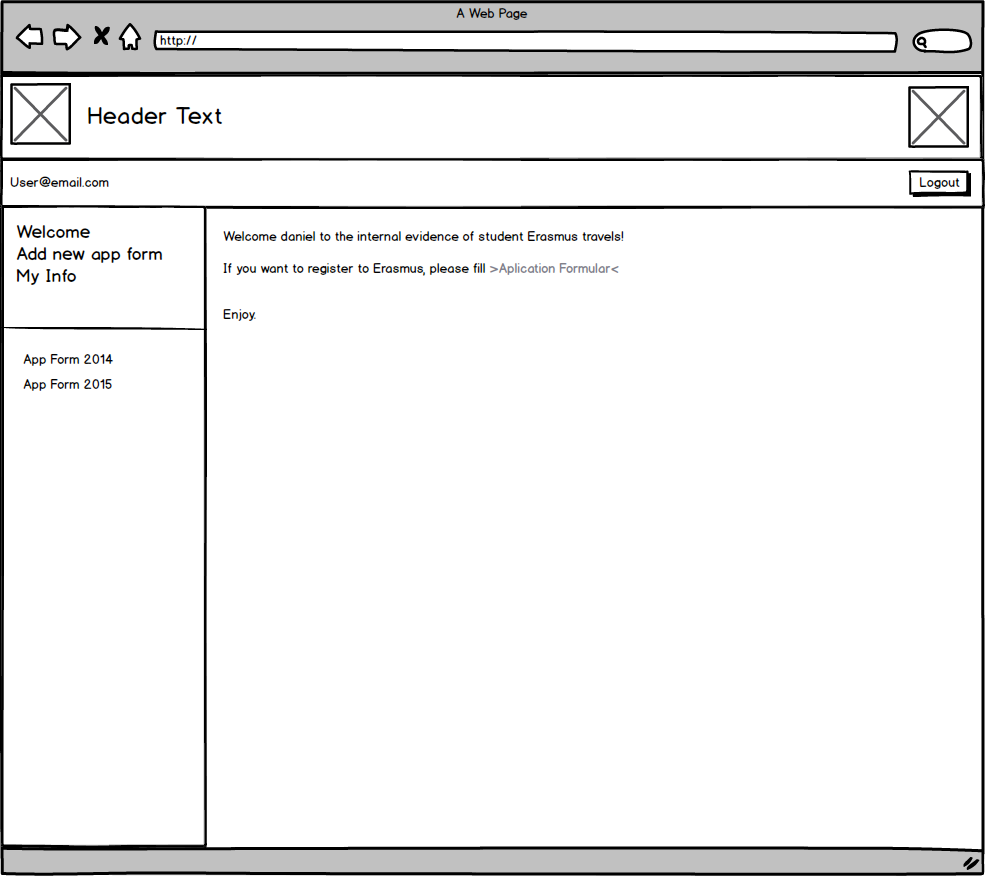 A Web Page
http://
Header Text
User@email.com
Logout
Welcome
Add new app form
My Info
App Form 2014
App Form 2015
Welcome daniel to the internal evidence of student Erasmus travels!
If you want to register to Erasmus, please fill >Aplication Formular<
Enjoy.